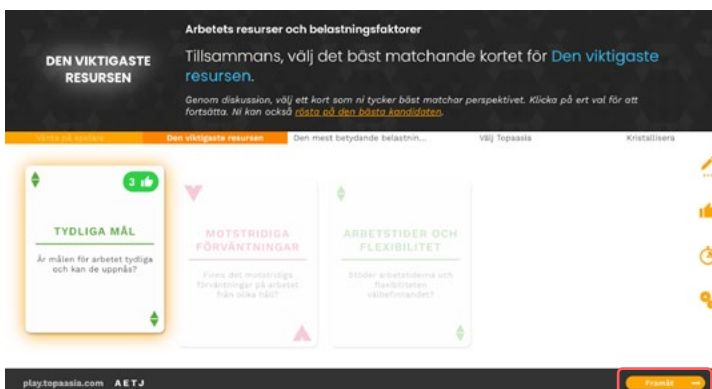 Arbetets resurser och belastningsfaktorer
DEN VIKTIGASTE
RESURSEN
Tillsammans, välj det bäst matchande kortet för Den viktigaste
resursen.
Genom diskussion, välj ett kort som ni tycker bäst matchar perspektivet. Klicka på ert val för att
fortsätta. Ni kan också rösta på den bästa kandidaten.
Vänta på spelare
Den viktigaste resursen
Den mest betydande belastnin...
Välj Topaasia
Kristallisera
3
TYDLIGA MÅL
Är målen för arbetet tydliga
och kan de uppnås?
MOTSTRIDIGA
FÖRVÄNTNINGAR
Finns det motstridiga
förväntningar på arbetet
från olika håll?
ARBETSTIDER OCH
FLEXIBILITET
Stöder arbetstiderna och
flexibiliteten
välbefinnandet?
play.topaasia.com AETJ
Framåt